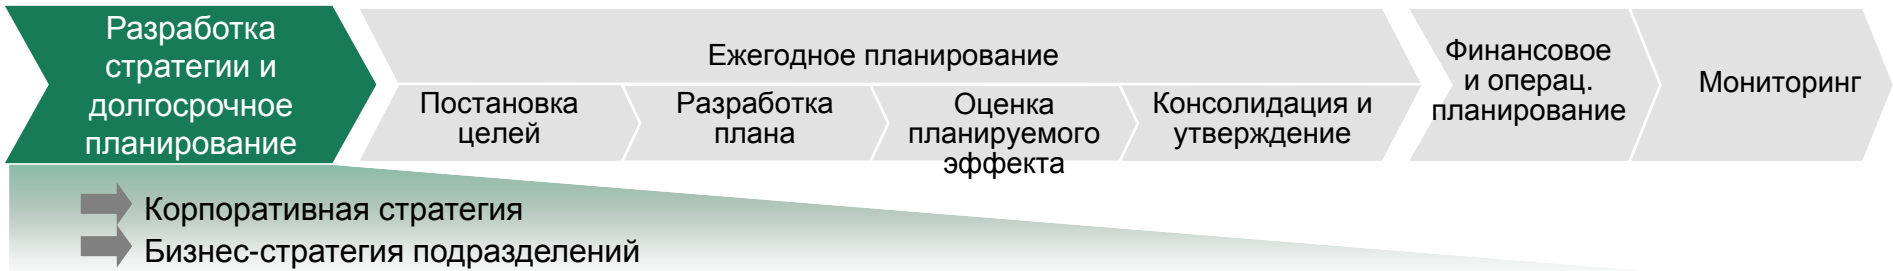 Разработка
стратегии и
долгосрочное
планирование
Ежегодное планирование
Постановка
целей
Разработка
плана
Оценка
планируемого
эффекта
Консолидация и
утверждение
Финансовое
и операц.
планирование
Мониторинг
Корпоративная стратегия
Бизнес-стратегия подразделений